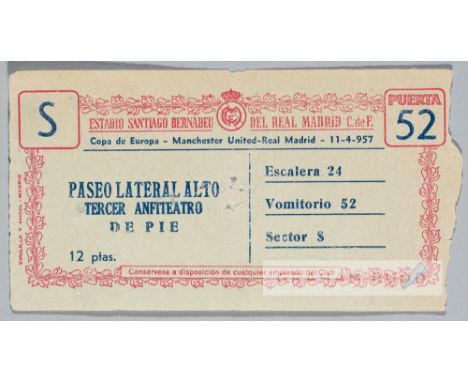 S
ESTADIO SANTIAGO BERNABEU DEL REAL MADRID C. de F.
PUERTA
52
Copa de Europa - Manchester United-Real Madrid - 11-4-957
PASEO LATERAL ALTO
TERCER ANFITEATRO
DE PIE
12 ptas.
Escalera 24
Vomitorio 52
Sector S
Consérvese a disposición de cualquier empleado del Club